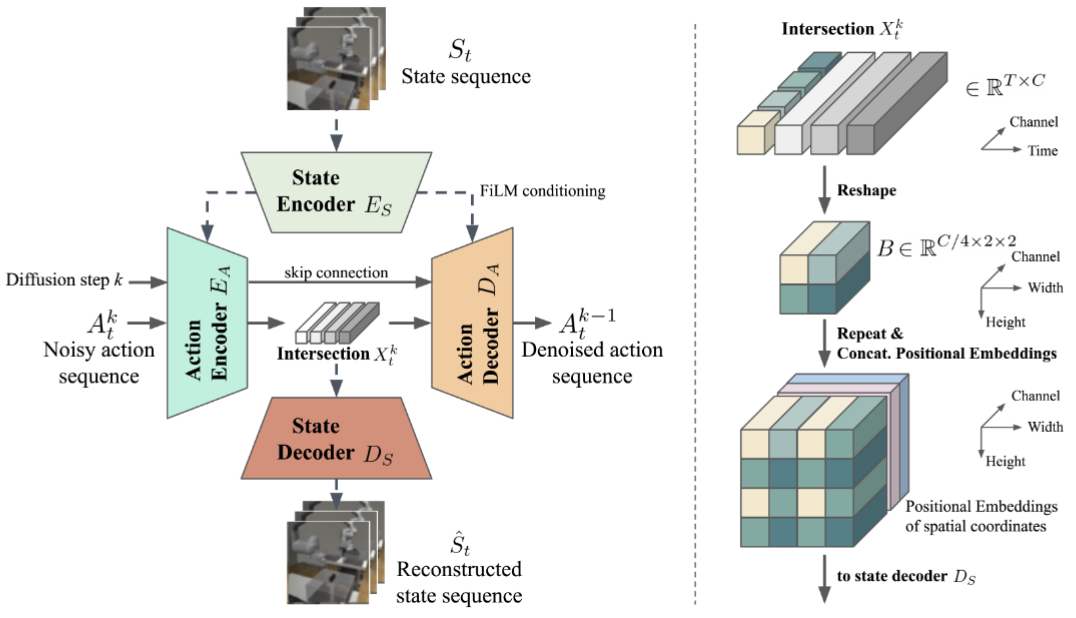 $S_t$
State sequence
State
Encoder $E_S$
FiLM conditioning
Diffusion step $k$
$A_t^k$
Noisy action
sequence
Action
Encoder $E_A$
skip connection
Intersection $X_t^k$
Action
Decoder $D_A$
$A_t^{k-1}$
Denoised action
sequence
State
Decoder $D_S$
$\hat{S}_t$
Reconstructed
state sequence
Intersection $X_t^k$
$\in \mathbb{R}^{T \times C}$
Channel
Time
Reshape
$B \in \mathbb{R}^{C/4 \times 2 \times 2}$
Channel
Width
Height
Repeat &
Concat. Positional Embeddings
Channel
Width
Height
Positional Embeddings
of spatial coordinates
to state decoder $D_S$